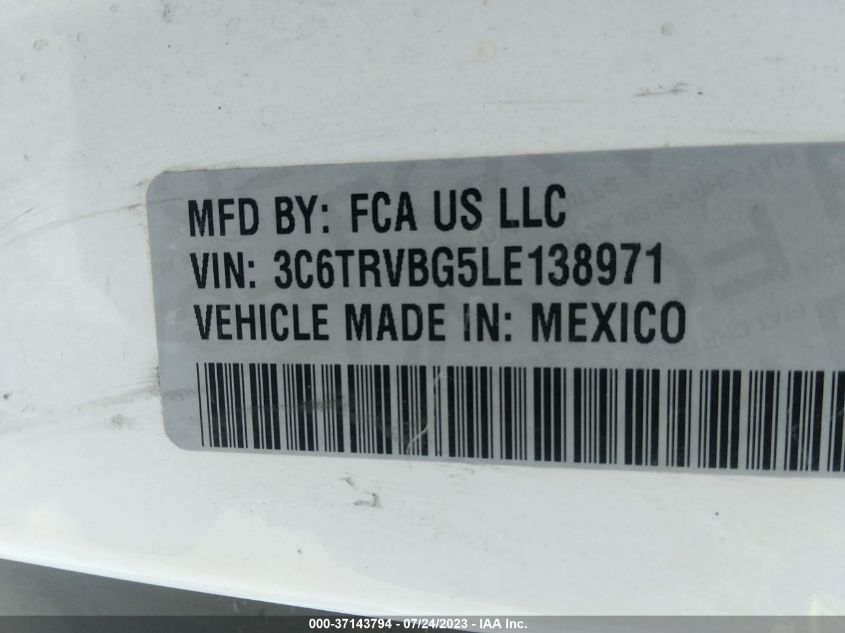 MFD BY: FCA US LLC
VIN: 3C6TRVBG5LE138971
VEHICLE MADE IN: MEXICO
000-37143794 - 07/24/2023 - IAA Inc.